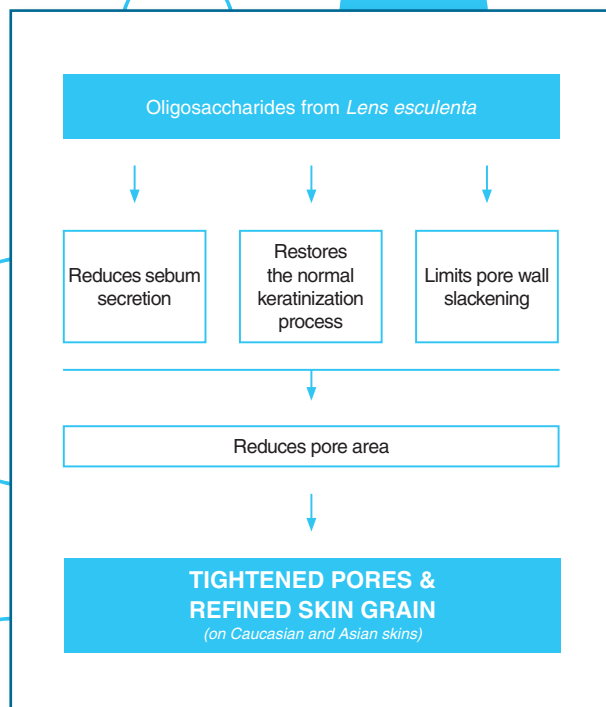 Oligosaccharides from Lens esculenta
Reduces sebum
secretion
Restores
the normal
keratinization
process
Limits pore wall
slackening
Reduces pore area
TIGHTENED PORES &
REFINED SKIN GRAIN
(on Caucasian and Asian skins)